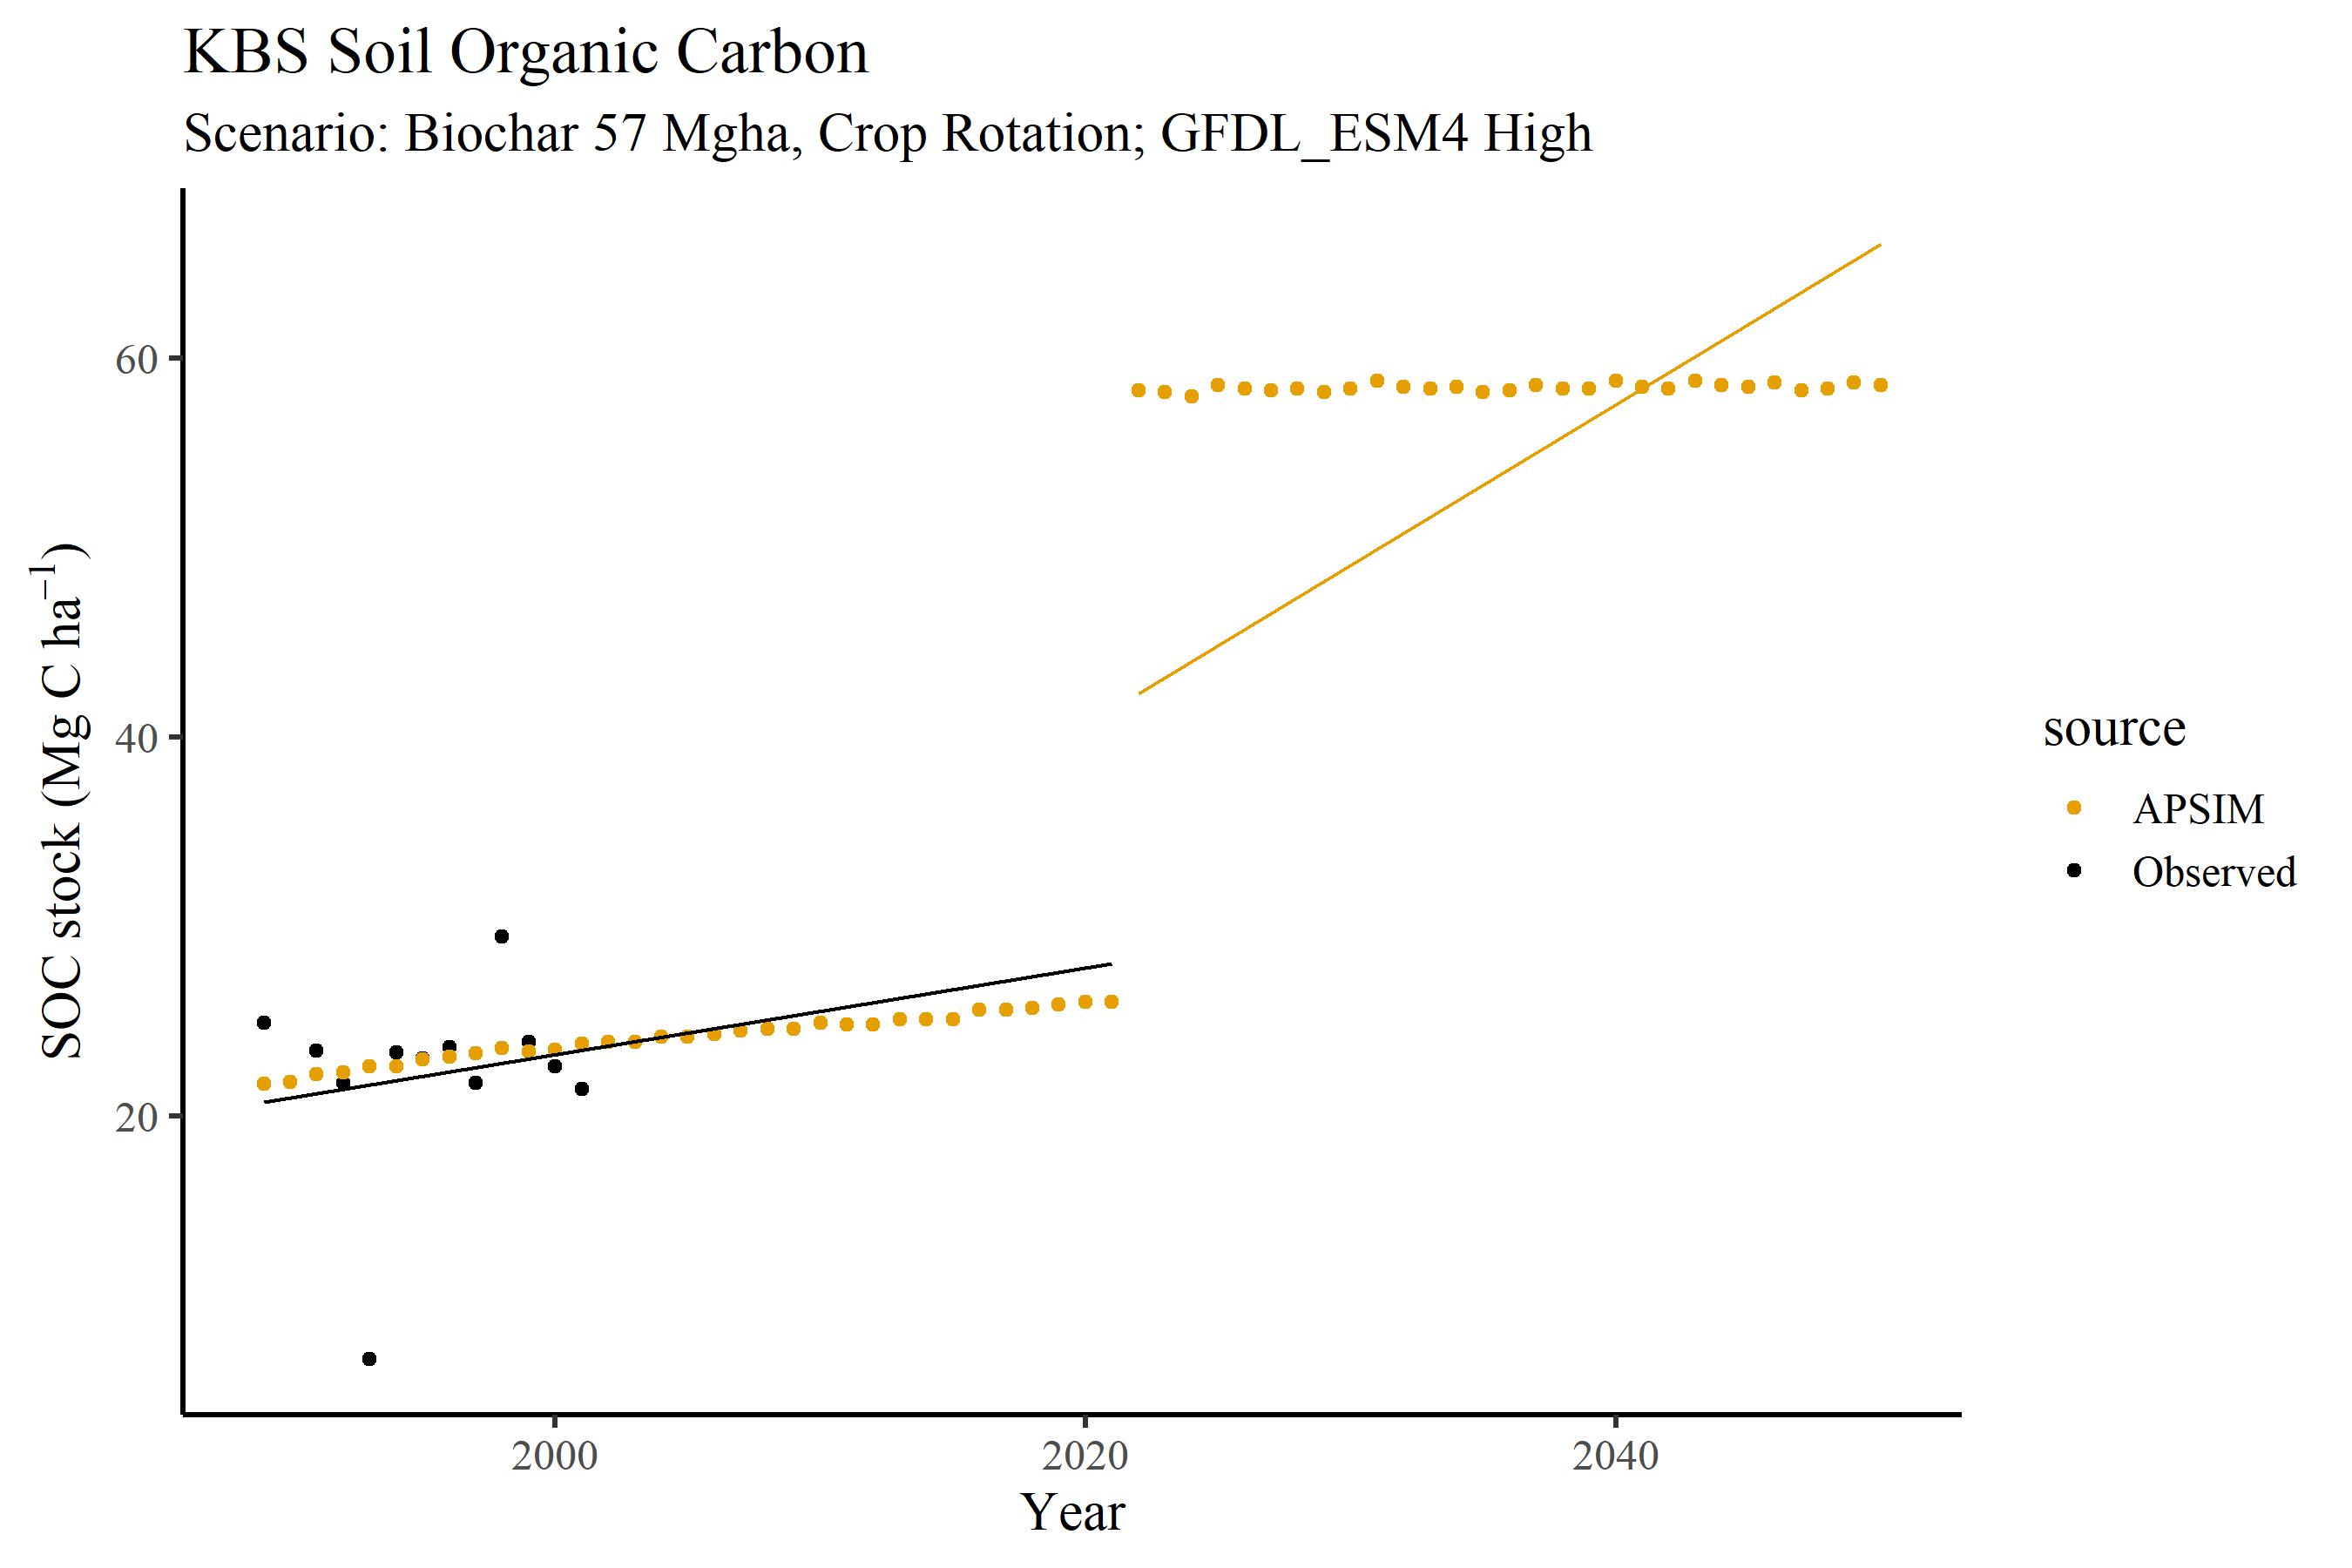 KBS Soil Organic Carbon
Scenario: Biochar 57 Mgha, Crop Rotation; GFDL_ESM4 High
SOC stock (Mg C ha⁻¹)
60
40
20
2000
2020
2040
Year
source
APSIM
Observed